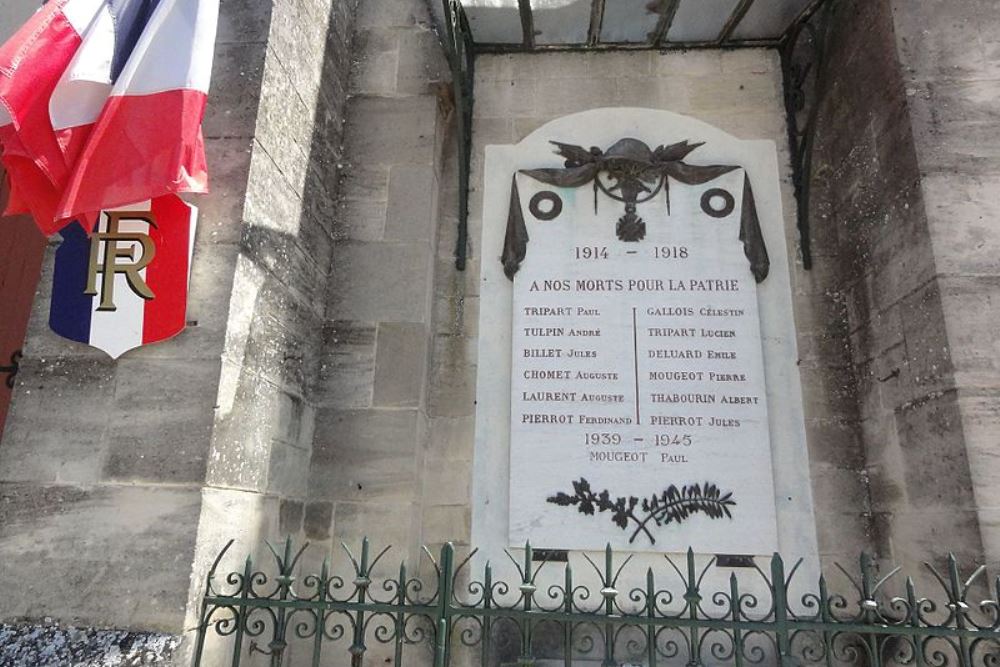 RF
1914 – 1918
A NOS MORTS POUR LA PATRIE
TRIPART PAUL
TULPIN ANDRÉ
BILLET JULES
CHOMET AUGUSTE
LAURENT AUGUSTE
PIERROT FERDINAND
GALLOIS CÉLESTIN
TRIPART LUCIEN
DELUARD EMILE
MOUGEOT PIERRE
THABOURIN ALBERT
PIERROT JULES
1939 – 1945
MOUGEOT PAUL